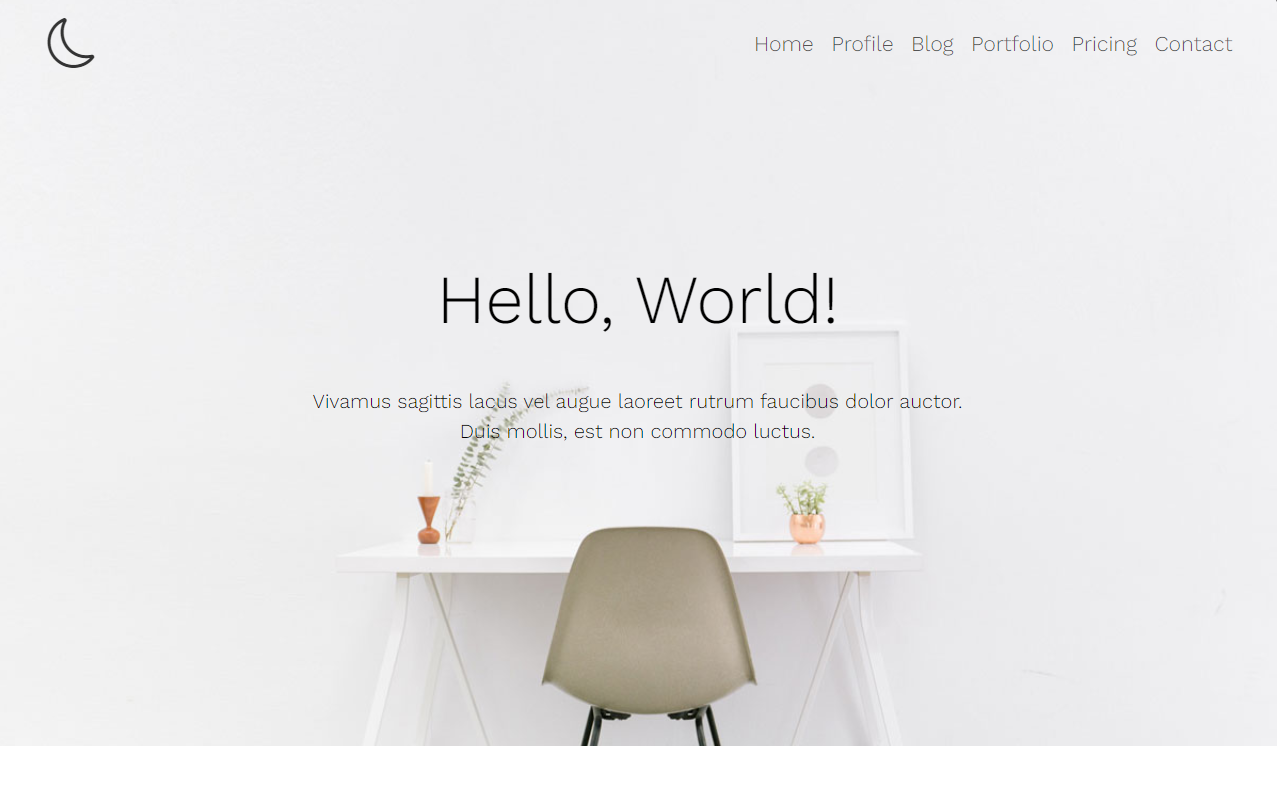 Home Profile Blog Portfolio Pricing Contact
Hello, World!
Vivamus sagittis lacus vel augue laoreet rutrum faucibus dolor auctor.
Duis mollis, est non commodo luctus.